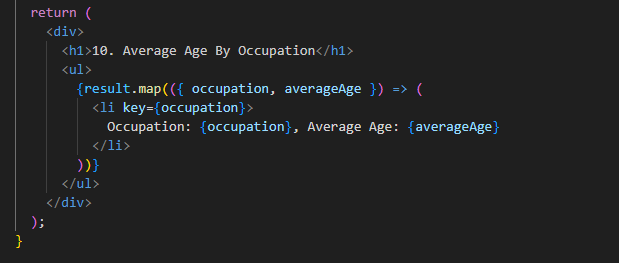 return (
<div>
<h1>10. Average Age By Occupation</h1>
<ul>
{result.map(({ occupation, averageAge }) => (
<li key={occupation}>
Occupation: {occupation}, Average Age: {averageAge}
</li>
))}
</ul>
</div>
);
}